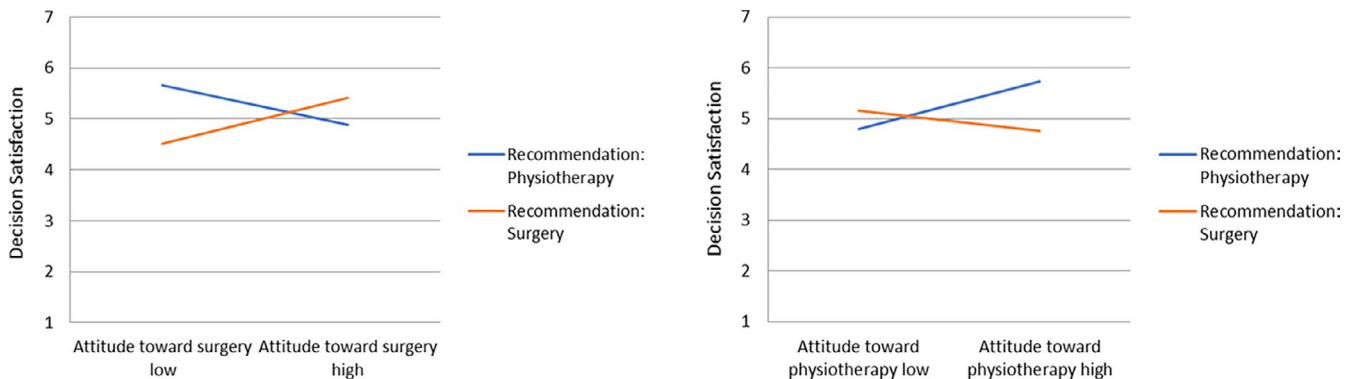 7
6
5
4
3
2
1
Decision Satisfaction
Attitude toward surgery
low
Attitude toward surgery
high
Recommendation:
Physiotherapy
Recommendation:
Surgery
7
6
5
4
3
2
1
Decision Satisfaction
Attitude toward
physiotherapy low
Attitude toward
physiotherapy high
Recommendation:
Physiotherapy
Recommendation:
Surgery